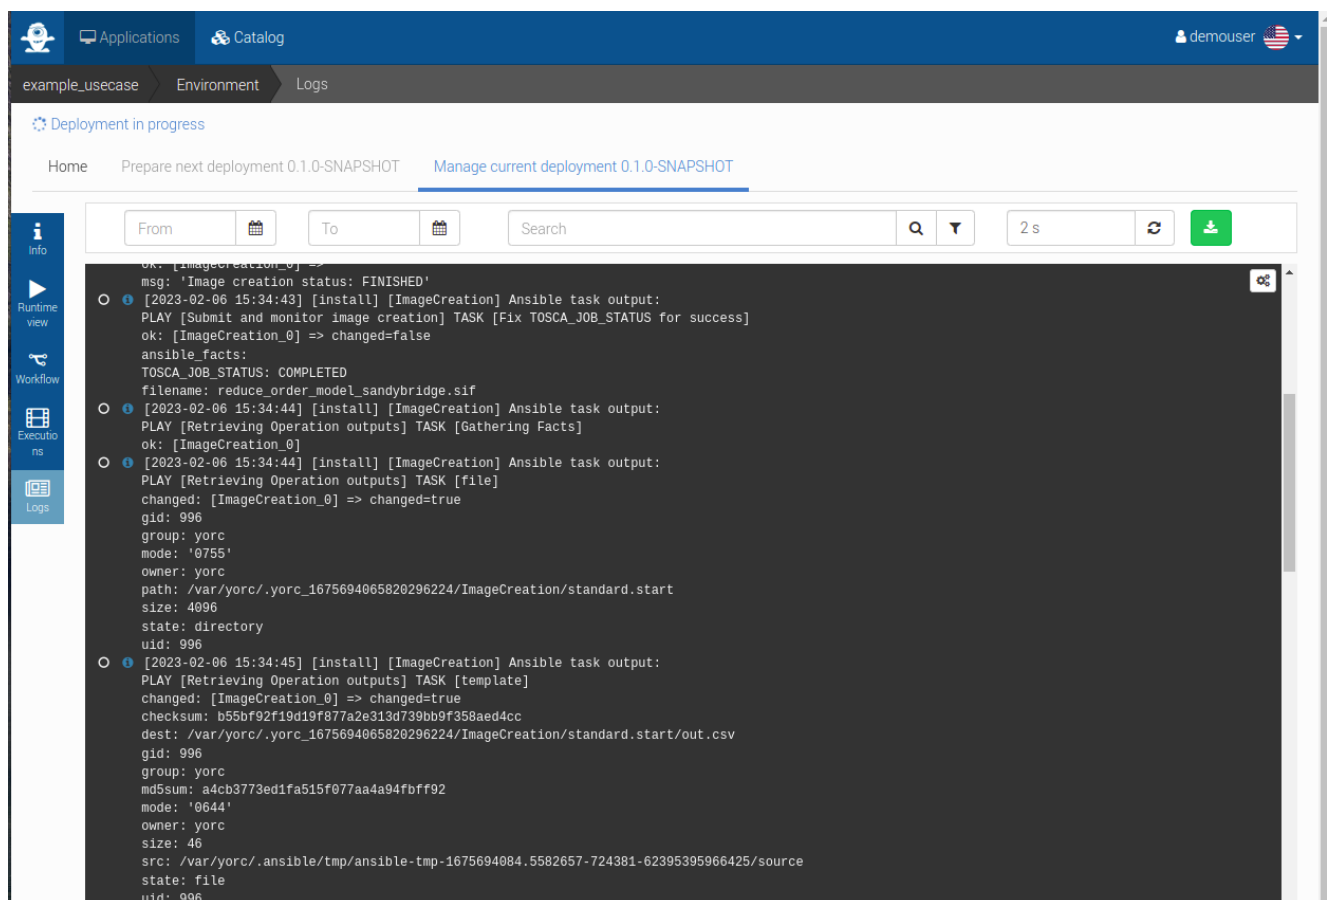 Applications Catalog demouser
example_usecase Environment Logs
Deployment in progress
Home Prepare next deployment 0.1.0-SNAPSHOT Manage current deployment 0.1.0-SNAPSHOT
From To Search 2 s
Info
Runtime
view
Workflow
Executio
ns
Logs
ok: [ImageCreation_0] =>
msg: 'Image creation status: FINISHED'
[2023-02-06 15:34:43] [install] [ImageCreation] Ansible task output:
PLAY [Submit and monitor image creation] TASK [Fix TOSCA_JOB_STATUS for success]
ok: [ImageCreation_0] => changed=false
ansible_facts:
TOSCA_JOB_STATUS: COMPLETED
filename: reduce_order_model_sandybridge.sif
[2023-02-06 15:34:44] [install] [ImageCreation] Ansible task output:
PLAY [Retrieving Operation outputs] TASK [Gathering Facts]
ok: [ImageCreation_0]
[2023-02-06 15:34:44] [install] [ImageCreation] Ansible task output:
PLAY [Retrieving Operation outputs] TASK [file]
changed: [ImageCreation_0] => changed=true
gid: 996
group: yorc
mode: '0755'
owner: yorc
path: /var/yorc/.yorc_1675694065820296224/ImageCreation/standard.start
size: 4096
state: directory
uid: 996
[2023-02-06 15:34:45] [install] [ImageCreation] Ansible task output:
PLAY [Retrieving Operation outputs] TASK [template]
changed: [ImageCreation_0] => changed=true
checksum: b55bf92f19d19f877a2e313d739bb9f358aed4cc
dest: /var/yorc/.yorc_1675694065820296224/ImageCreation/standard.start/out.csv
gid: 996
group: yorc
md5sum: a4cb3773ed1fa515f077aa4a94fbff92
mode: '0644'
owner: yorc
size: 46
src: /var/yorc/.ansible/tmp/ansible-tmp-1675694084.5582657-724381-62395395966425/source
state: file
uid: 996